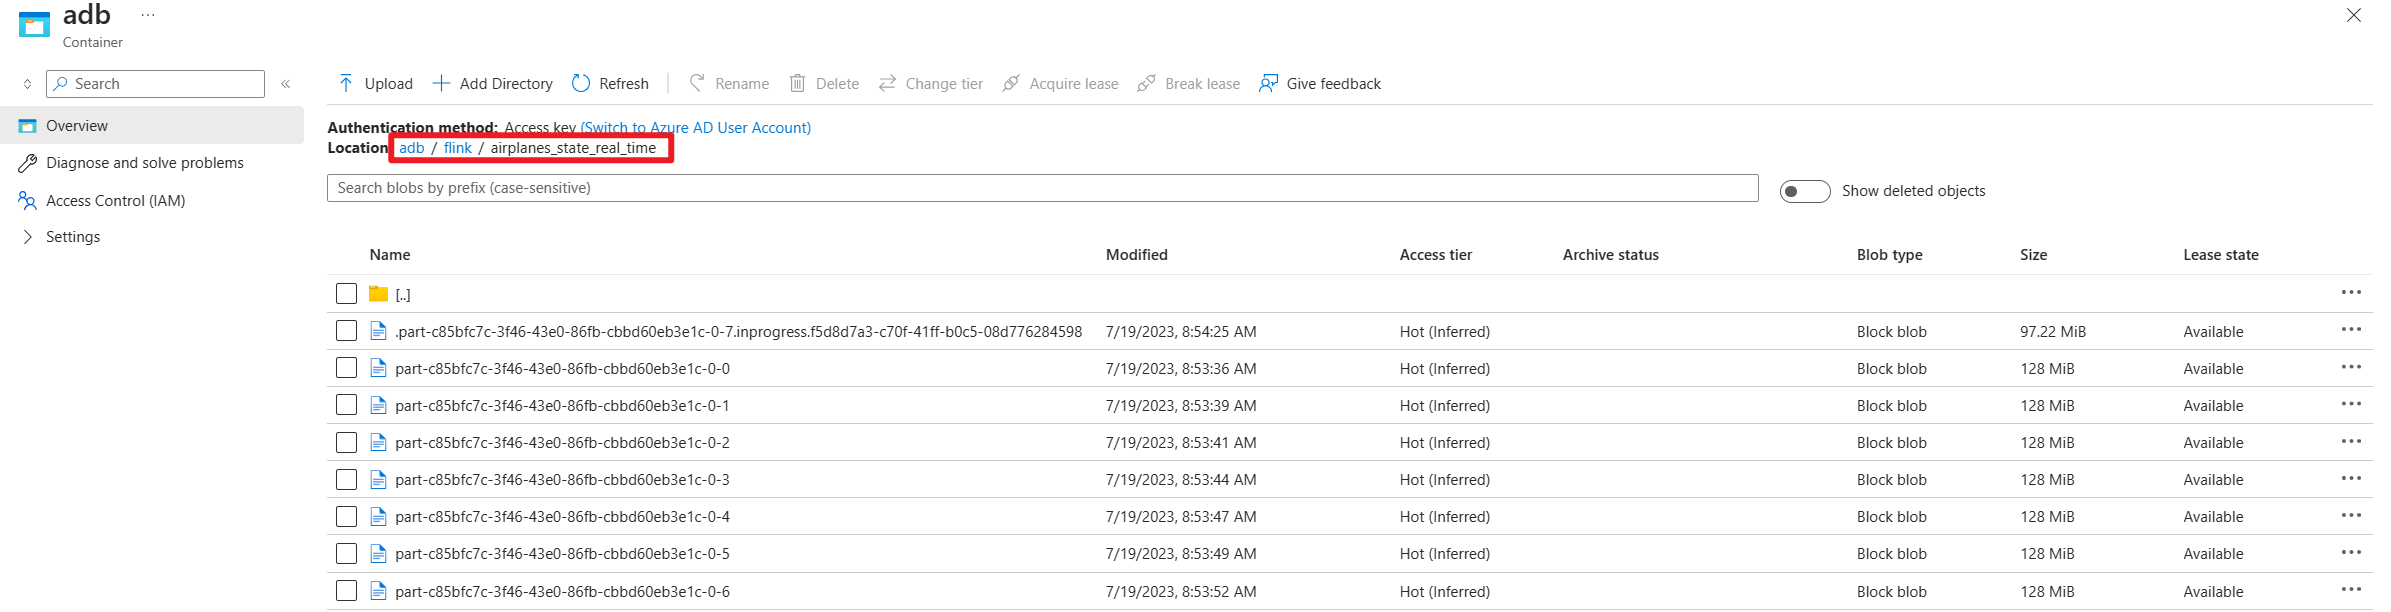 adb ...
Container
Search «
Upload Add Directory Refresh Rename Delete Change tier Acquire lease Break lease Give feedback
Overview
Diagnose and solve problems
Access Control (IAM)
Settings
Authentication method: Access key (Switch to Azure AD User Account)
Location adb / flink / airplanes_state_real_time
Search blobs by prefix (case-sensitive) Show deleted objects
Name Modified Access tier Archive status Blob type Size Lease state
[..] ...
.part-c85bfc7c-3f46-43e0-86fb-cbbd60eb3e1c-0-7.inprogress.f5d8d7a3-c70f-41ff-b0c5-08d776284598 7/19/2023, 8:54:25 AM Hot (Inferred) Block blob 97.22 MiB Available ...
part-c85bfc7c-3f46-43e0-86fb-cbbd60eb3e1c-0-0 7/19/2023, 8:53:36 AM Hot (Inferred) Block blob 128 MiB Available ...
part-c85bfc7c-3f46-43e0-86fb-cbbd60eb3e1c-0-1 7/19/2023, 8:53:39 AM Hot (Inferred) Block blob 128 MiB Available ...
part-c85bfc7c-3f46-43e0-86fb-cbbd60eb3e1c-0-2 7/19/2023, 8:53:41 AM Hot (Inferred) Block blob 128 MiB Available ...
part-c85bfc7c-3f46-43e0-86fb-cbbd60eb3e1c-0-3 7/19/2023, 8:53:44 AM Hot (Inferred) Block blob 128 MiB Available ...
part-c85bfc7c-3f46-43e0-86fb-cbbd60eb3e1c-0-4 7/19/2023, 8:53:47 AM Hot (Inferred) Block blob 128 MiB Available ...
part-c85bfc7c-3f46-43e0-86fb-cbbd60eb3e1c-0-5 7/19/2023, 8:53:49 AM Hot (Inferred) Block blob 128 MiB Available ...
part-c85bfc7c-3f46-43e0-86fb-cbbd60eb3e1c-0-6 7/19/2023, 8:53:52 AM Hot (Inferred) Block blob 128 MiB Available ...